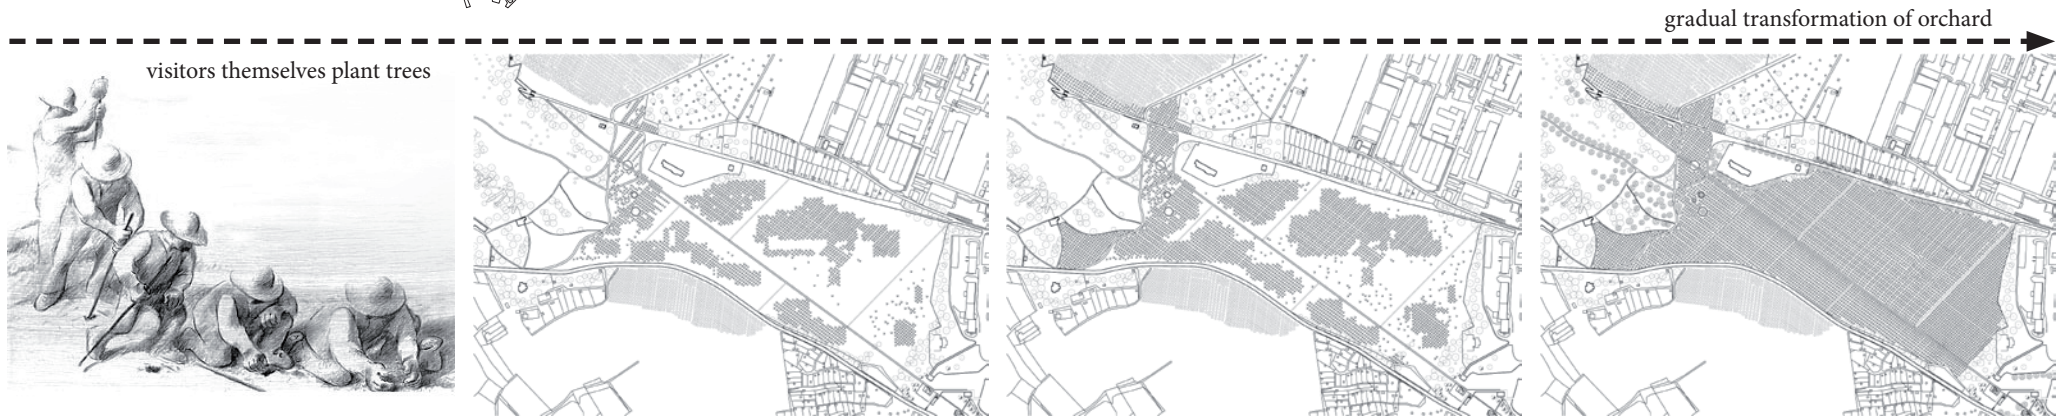 gradual transformation of orchard
visitors themselves plant trees